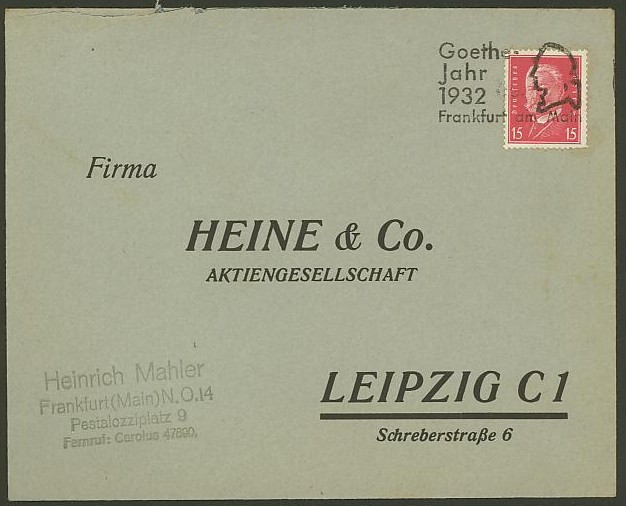 Goethe-
Jahr
1932
Frankfurt am Main
15 15
Firma
HEINE & Co.
AKTIENGESELLSCHAFT
Heinrich Mahler
Frankfurt(Main)N.O.14
Pestalozziplatz 9
Fernruf: Carolus 47890.
LEIPZIG C 1
Schreberstraße 6